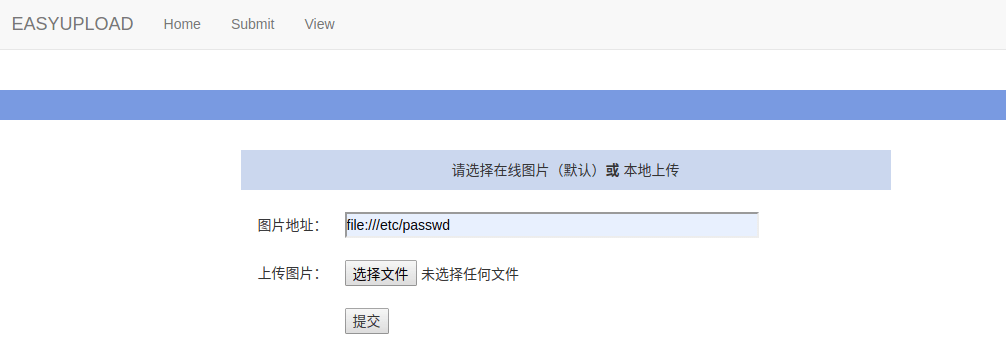 EASYUPLOAD Home Submit View
请选择在线图片（默认）或 本地上传
图片地址： file:///etc/passwd
上传图片： 选择文件 未选择任何文件
提交